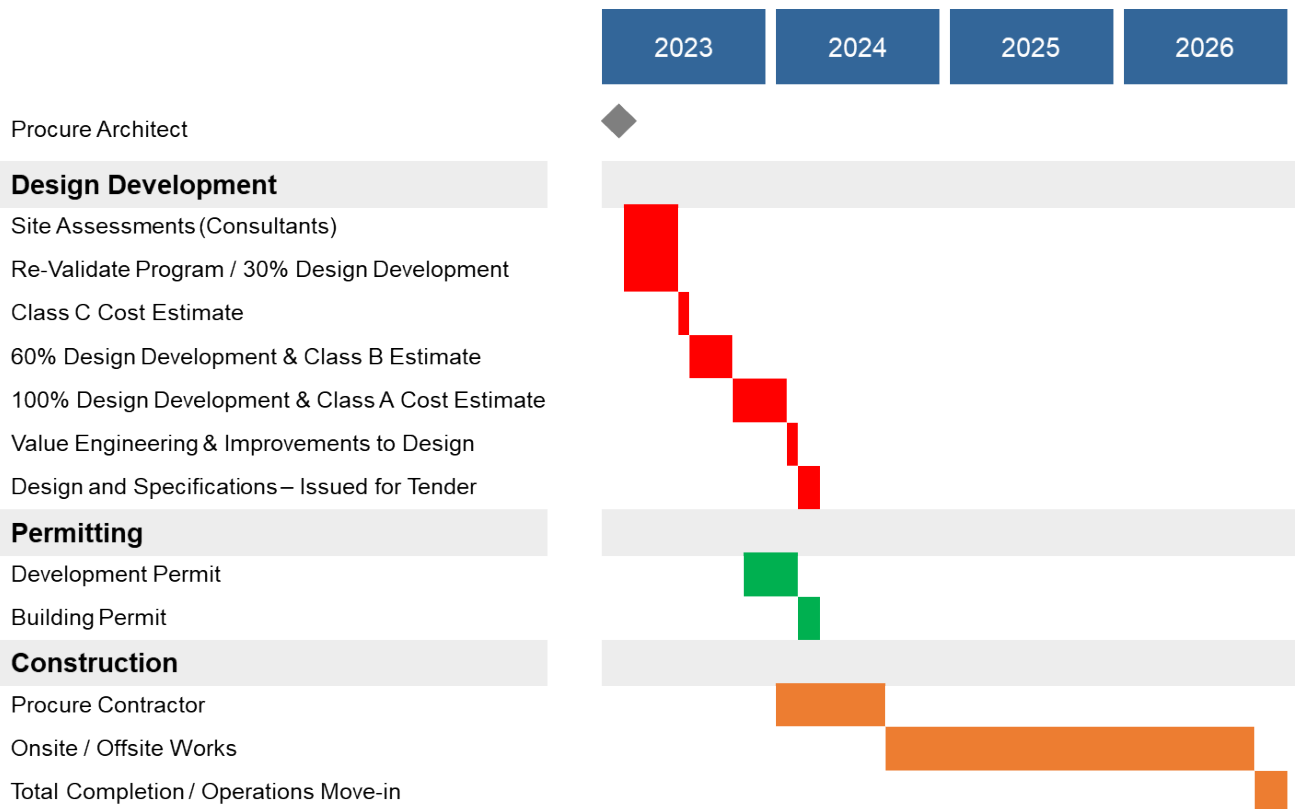 2023 2024 2025 2026
Procure Architect
Design Development
Site Assessments (Consultants)
Re-Validate Program / 30% Design Development
Class C Cost Estimate
60% Design Development & Class B Estimate
100% Design Development & Class A Cost Estimate
Value Engineering & Improvements to Design
Design and Specifications – Issued for Tender
Permitting
Development Permit
Building Permit
Construction
Procure Contractor
Onsite / Offsite Works
Total Completion / Operations Move-in